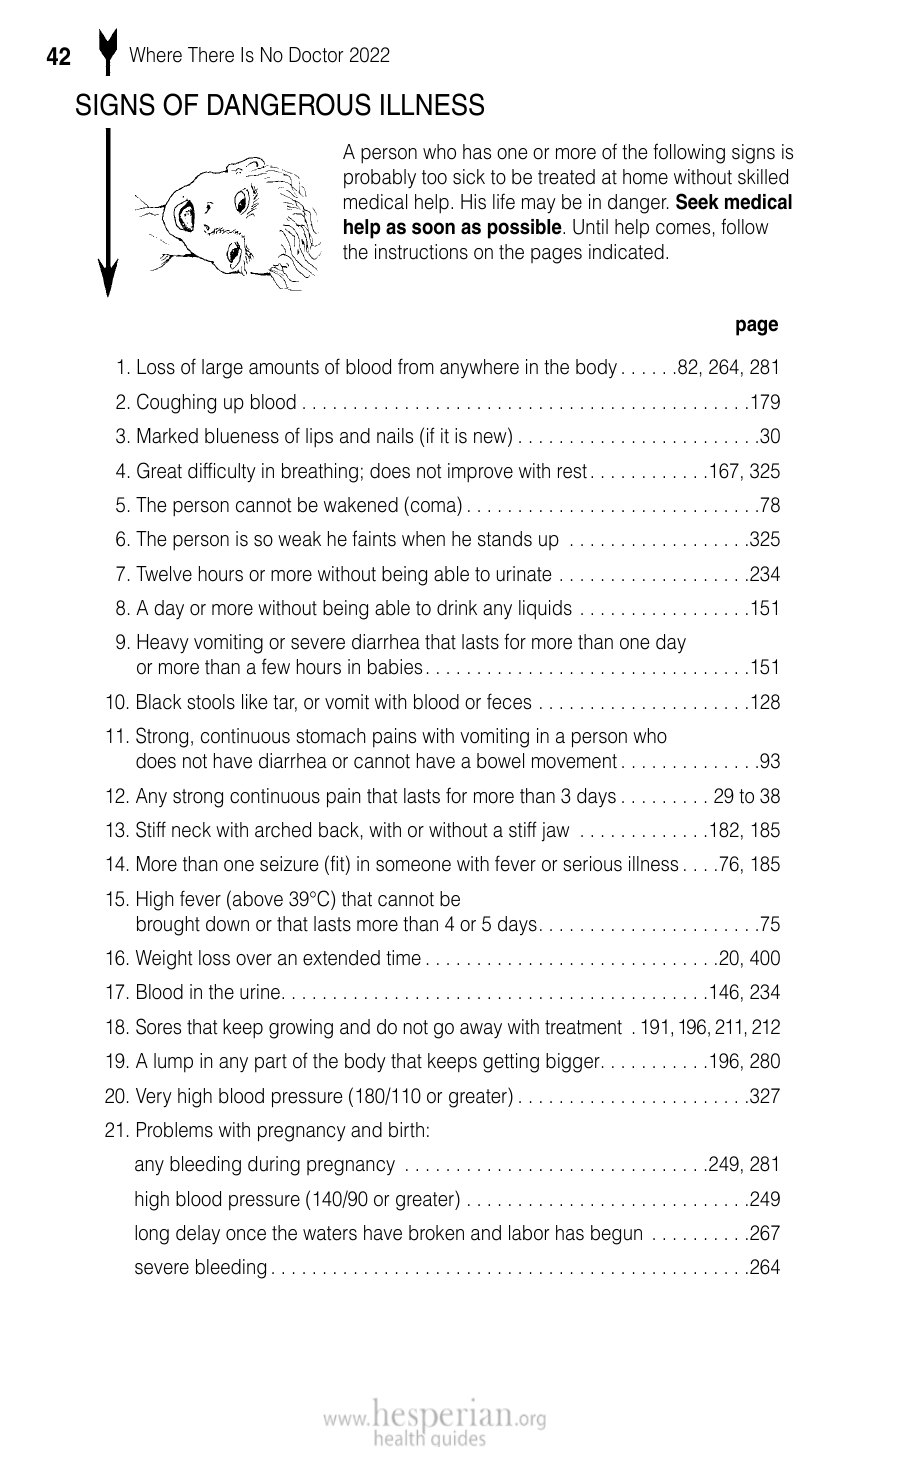 42 Where There Is No Doctor 2022
SIGNS OF DANGEROUS ILLNESS
A person who has one or more of the following signs is
probably too sick to be treated at home without skilled
medical help. His life may be in danger. Seek medical
help as soon as possible. Until help comes, follow
the instructions on the pages indicated.
page
1. Loss of large amounts of blood from anywhere in the body . . . . . .82, 264, 281
2. Coughing up blood . . . . . . . . . . . . . . . . . . . . . . . . . . . . . . . . . . . . . . . . . . . .179
3. Marked blueness of lips and nails (if it is new) . . . . . . . . . . . . . . . . . . . . . . . .30
4. Great difficulty in breathing; does not improve with rest. . . . . . . . . . . .167, 325
5. The person cannot be wakened (coma) . . . . . . . . . . . . . . . . . . . . . . . . . . . . .78
6. The person is so weak he faints when he stands up . . . . . . . . . . . . . . . . . .325
7. Twelve hours or more without being able to urinate . . . . . . . . . . . . . . . . . . .234
8. A day or more without being able to drink any liquids . . . . . . . . . . . . . . . . .151
9. Heavy vomiting or severe diarrhea that lasts for more than one day
or more than a few hours in babies. . . . . . . . . . . . . . . . . . . . . . . . . . . . . . . .151
10. Black stools like tar, or vomit with blood or feces . . . . . . . . . . . . . . . . . . . . .128
11. Strong, continuous stomach pains with vomiting in a person who
does not have diarrhea or cannot have a bowel movement . . . . . . . . . . . . . .93
12. Any strong continuous pain that lasts for more than 3 days . . . . . . . . . 29 to 38
13. Stiff neck with arched back, with or without a stiff jaw . . . . . . . . . . . . .182, 185
14. More than one seizure (fit) in someone with fever or serious illness . . . .76, 185
15. High fever (above 39°C) that cannot be
brought down or that lasts more than 4 or 5 days. . . . . . . . . . . . . . . . . . . . . .75
16. Weight loss over an extended time . . . . . . . . . . . . . . . . . . . . . . . . . . . . .20, 400
17. Blood in the urine. . . . . . . . . . . . . . . . . . . . . . . . . . . . . . . . . . . . . . . . . .146, 234
18. Sores that keep growing and do not go away with treatment . 191, 196, 211, 212
19. A lump in any part of the body that keeps getting bigger. . . . . . . . . . .196, 280
20. Very high blood pressure (180/110 or greater) . . . . . . . . . . . . . . . . . . . . . . .327
21. Problems with pregnancy and birth:
any bleeding during pregnancy . . . . . . . . . . . . . . . . . . . . . . . . . . . . . .249, 281
high blood pressure (140/90 or greater) . . . . . . . . . . . . . . . . . . . . . . . . . . . .249
long delay once the waters have broken and labor has begun . . . . . . . . . .267
severe bleeding . . . . . . . . . . . . . . . . . . . . . . . . . . . . . . . . . . . . . . . . . . . . . . .264
www.hesperian.org
health guides